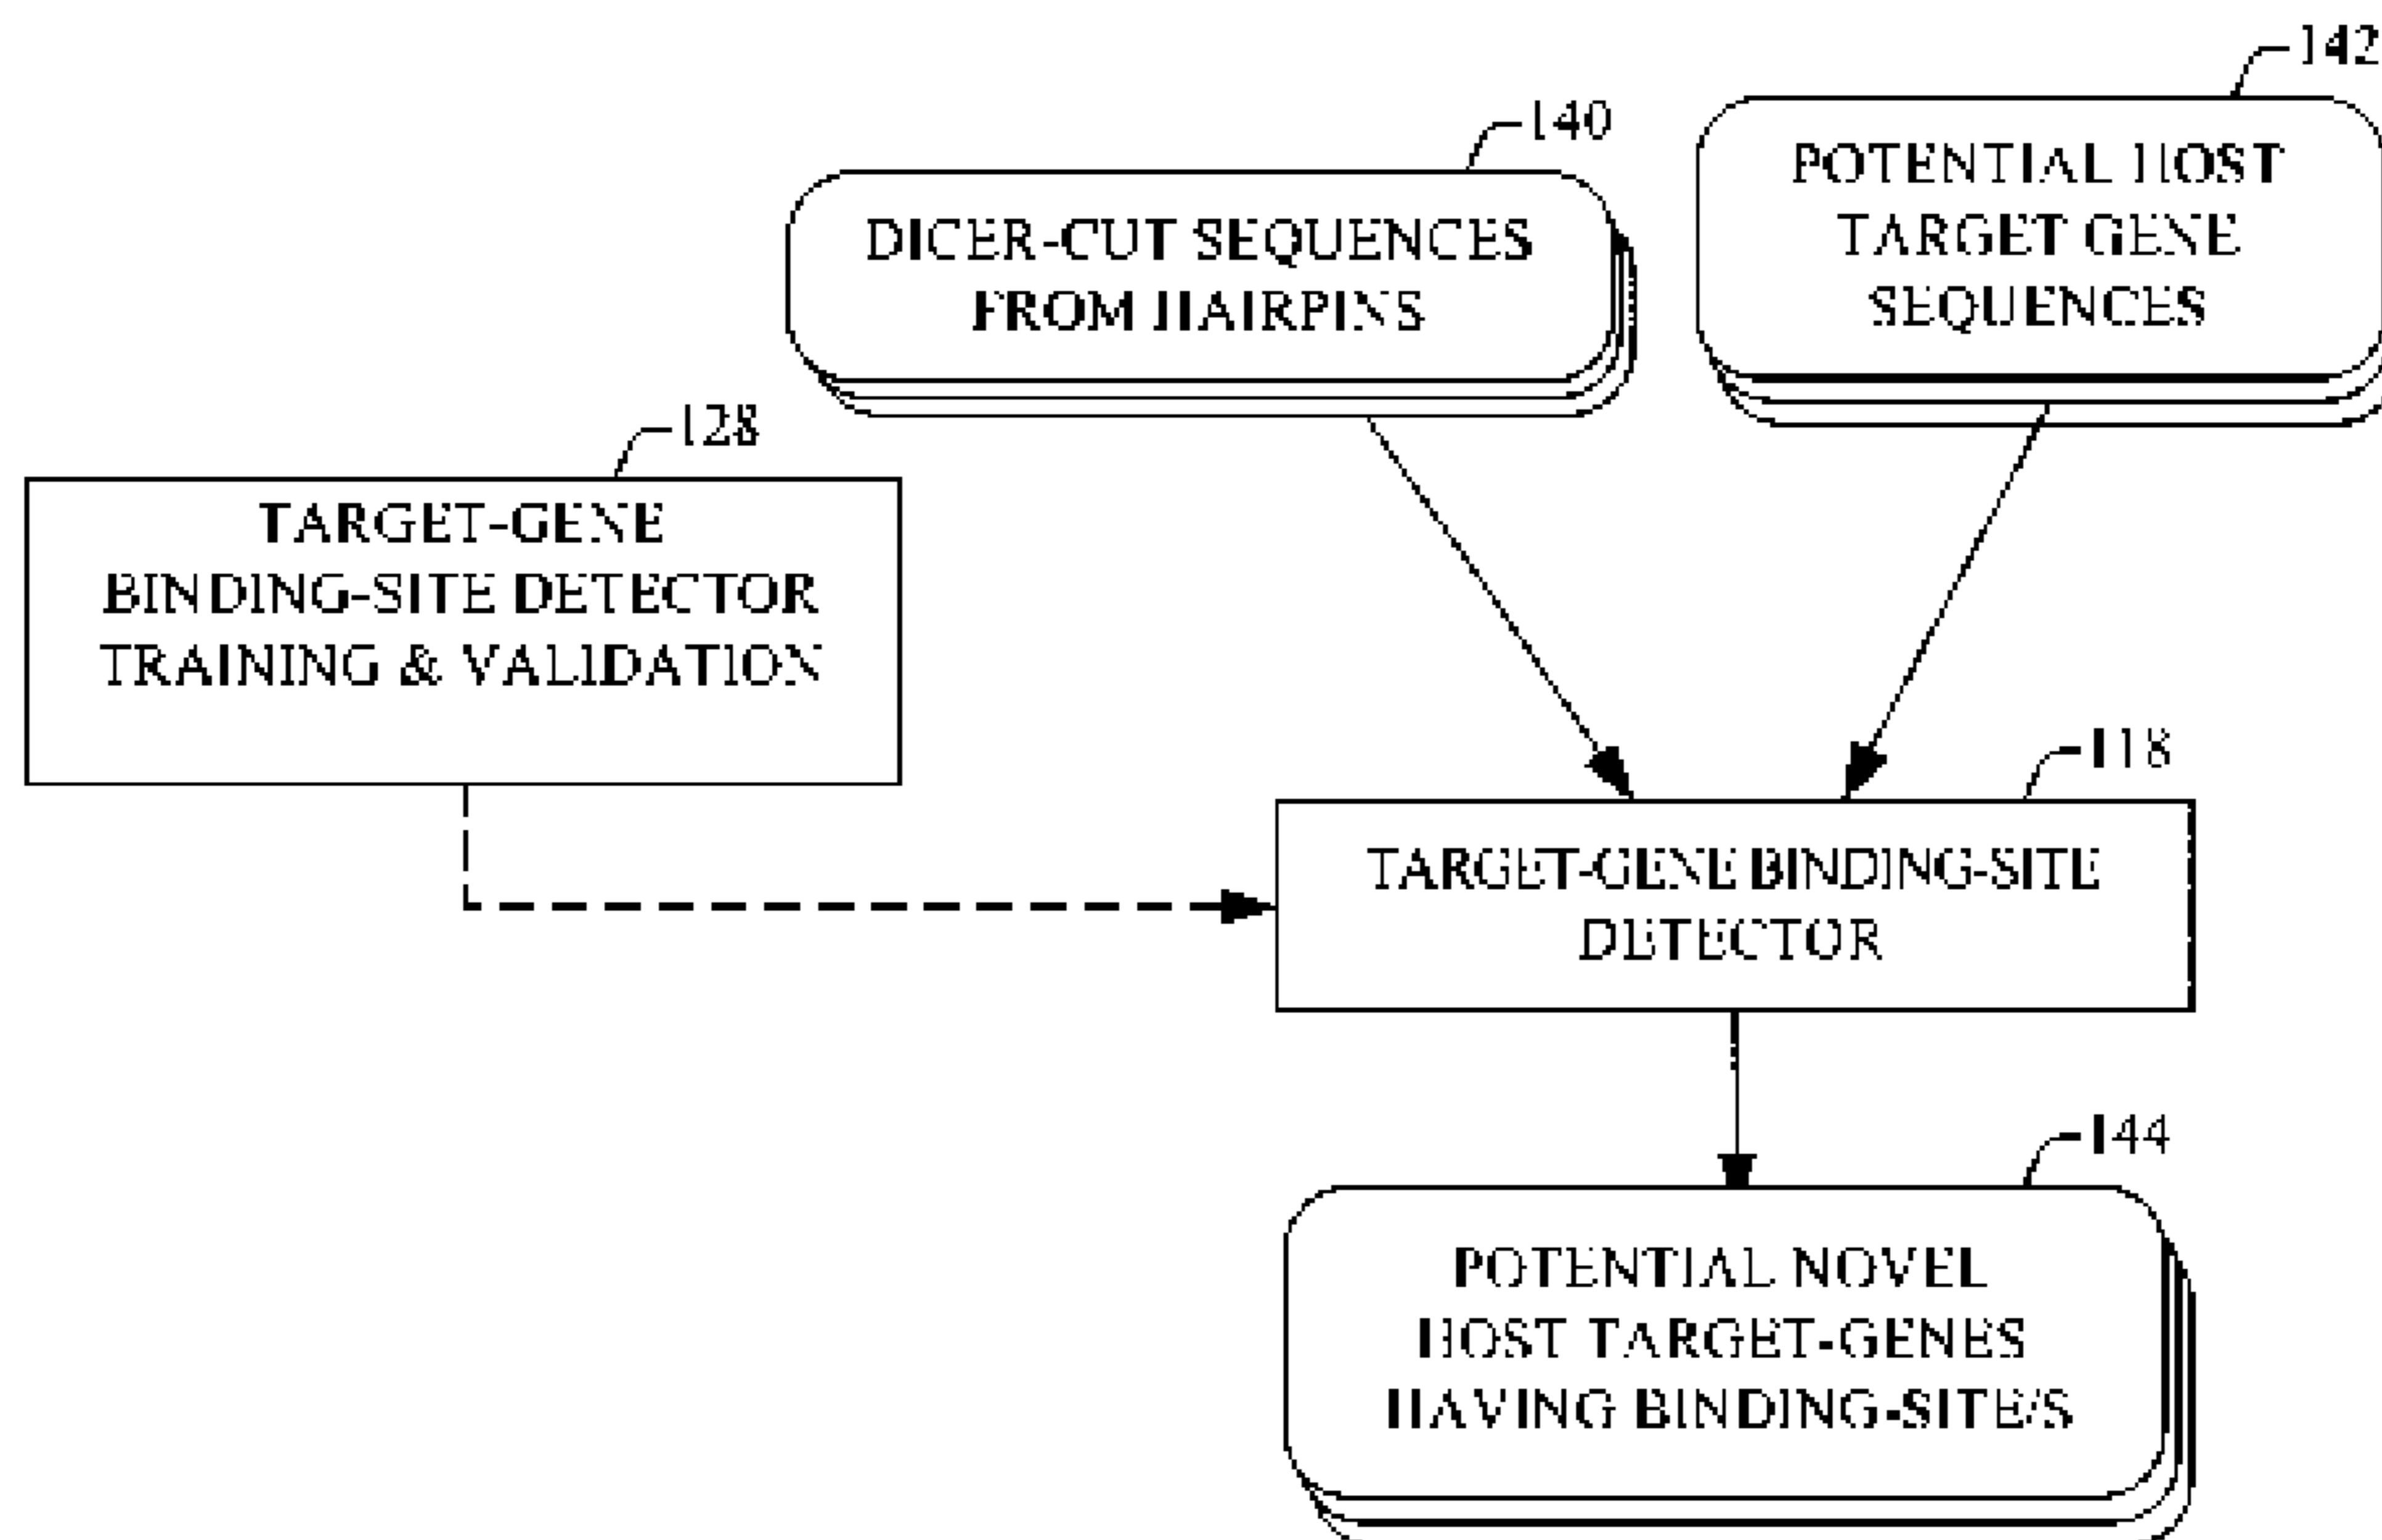 142
140
POTENTIAL HOST
TARGET GENE
SEQUENCES
DICER-CUT SEQUENCES
FROM HAIRPINS
128
TARGET-GENE
BINDING-SITE DETECTOR
TRAINING & VALIDATION
118
TARGET-GENE BINDING-SITE
DETECTOR
144
POTENTIAL NOVEL
HOST TARGET-GENES
HAVING BINDING-SITE/S